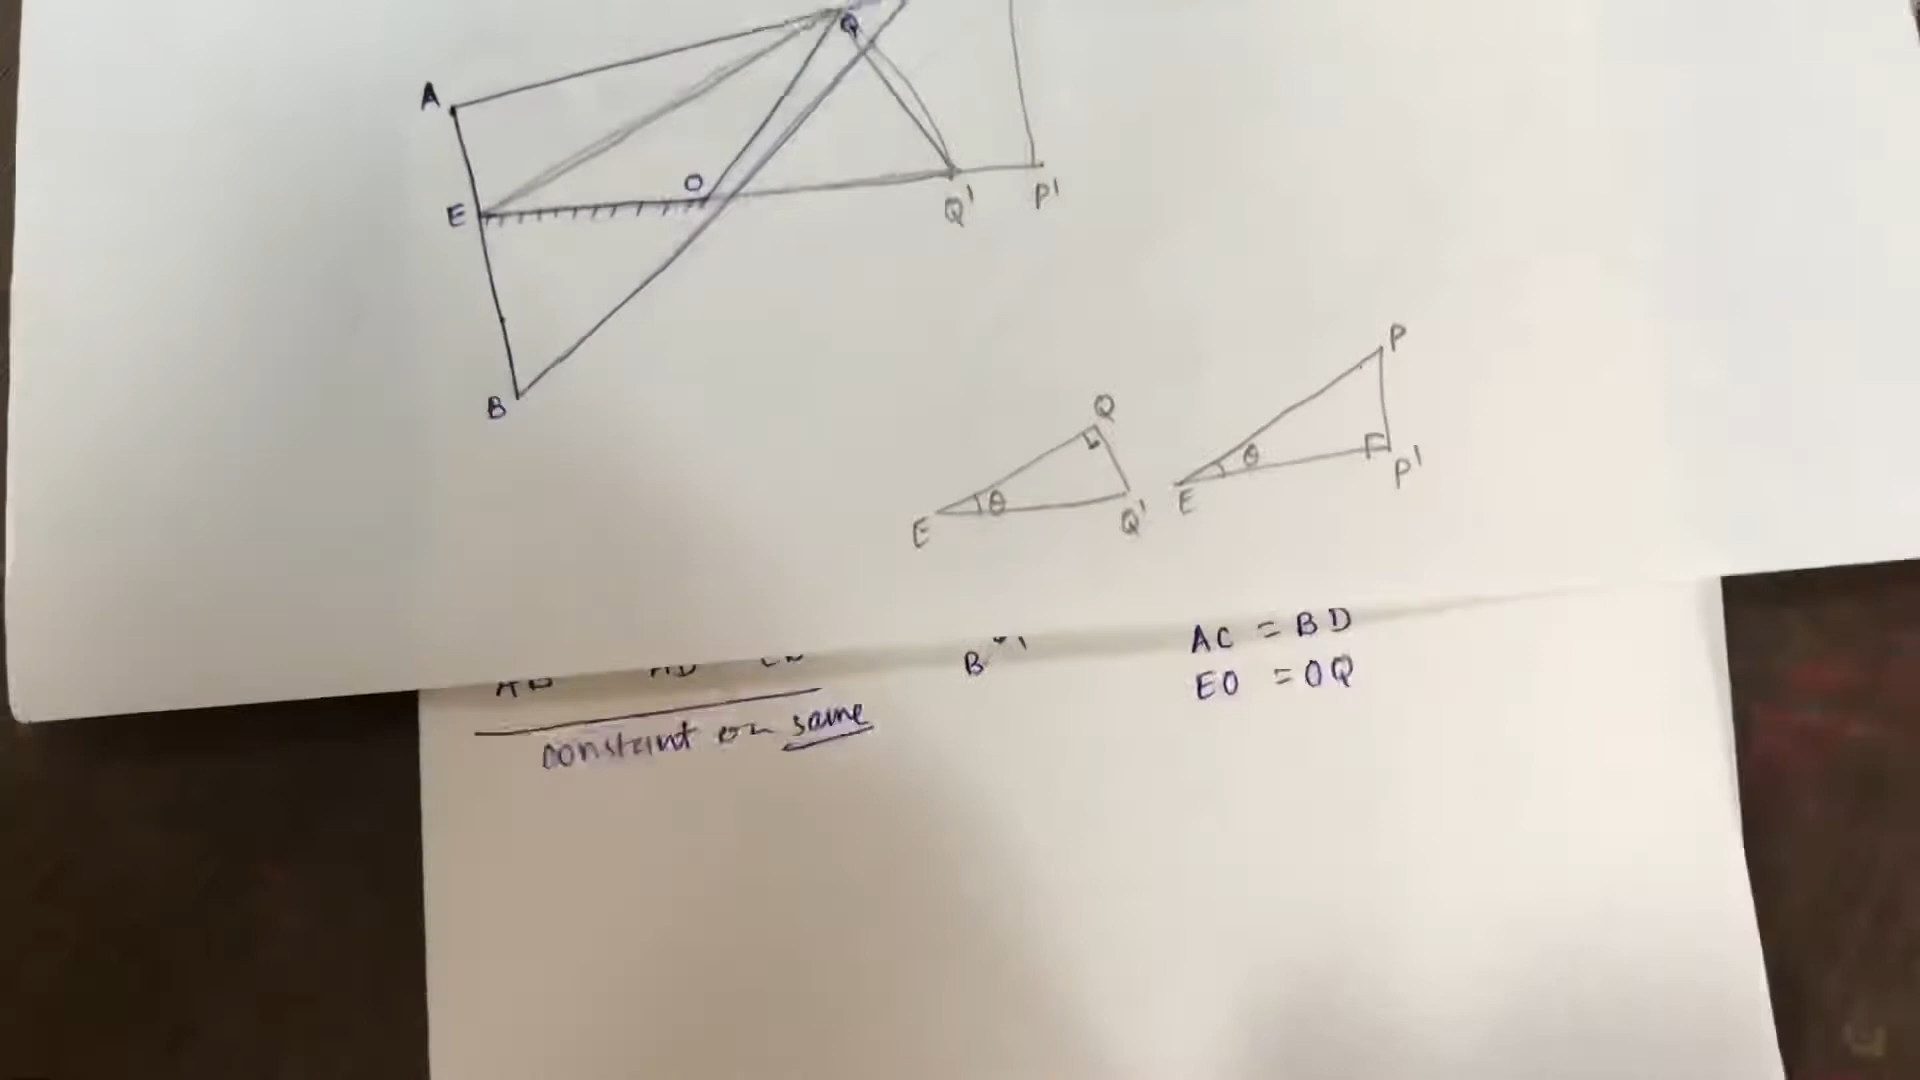 Q
A
O
E
Q' P'
B
P
Q
θ
θ
E Q' E P'
B
AC = BD
EO = OQ
constant or same